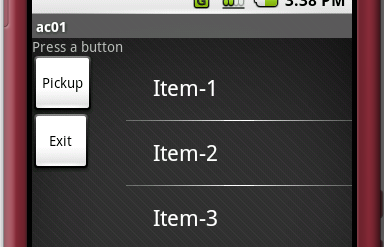 3:38 PM
ac01
Press a button
Pickup
Exit
Item-1
Item-2
Item-3